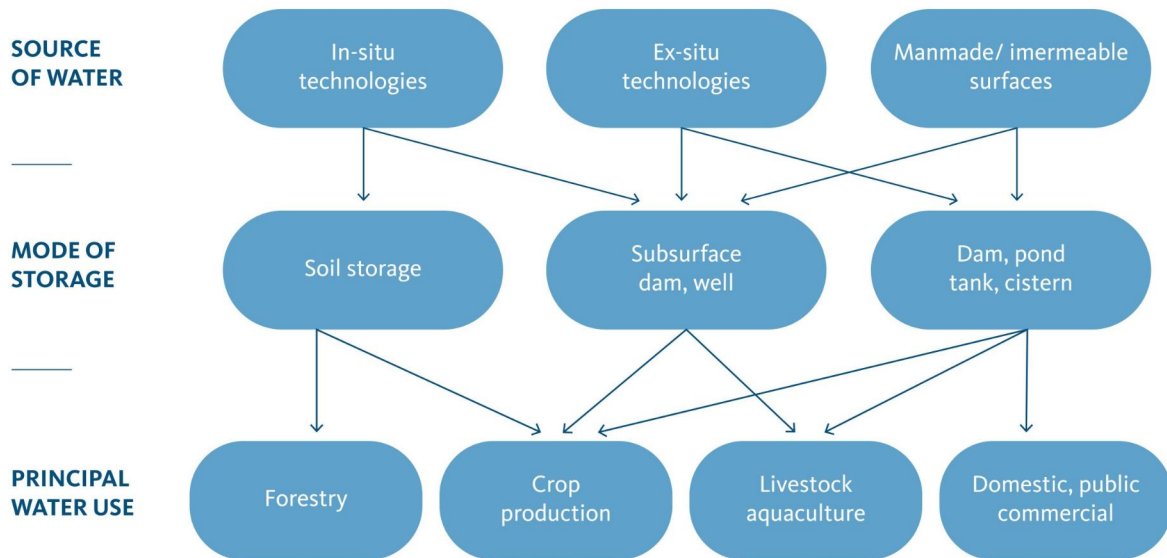 SOURCE
OF WATER
In-situ
technologies
Ex-situ
technologies
Manmade/ imermeable
surfaces
MODE OF
STORAGE
Soil storage
Subsurface
dam, well
Dam, pond
tank, cistern
PRINCIPAL
WATER USE
Forestry
Crop
production
Livestock
aquaculture
Domestic, public
commercial